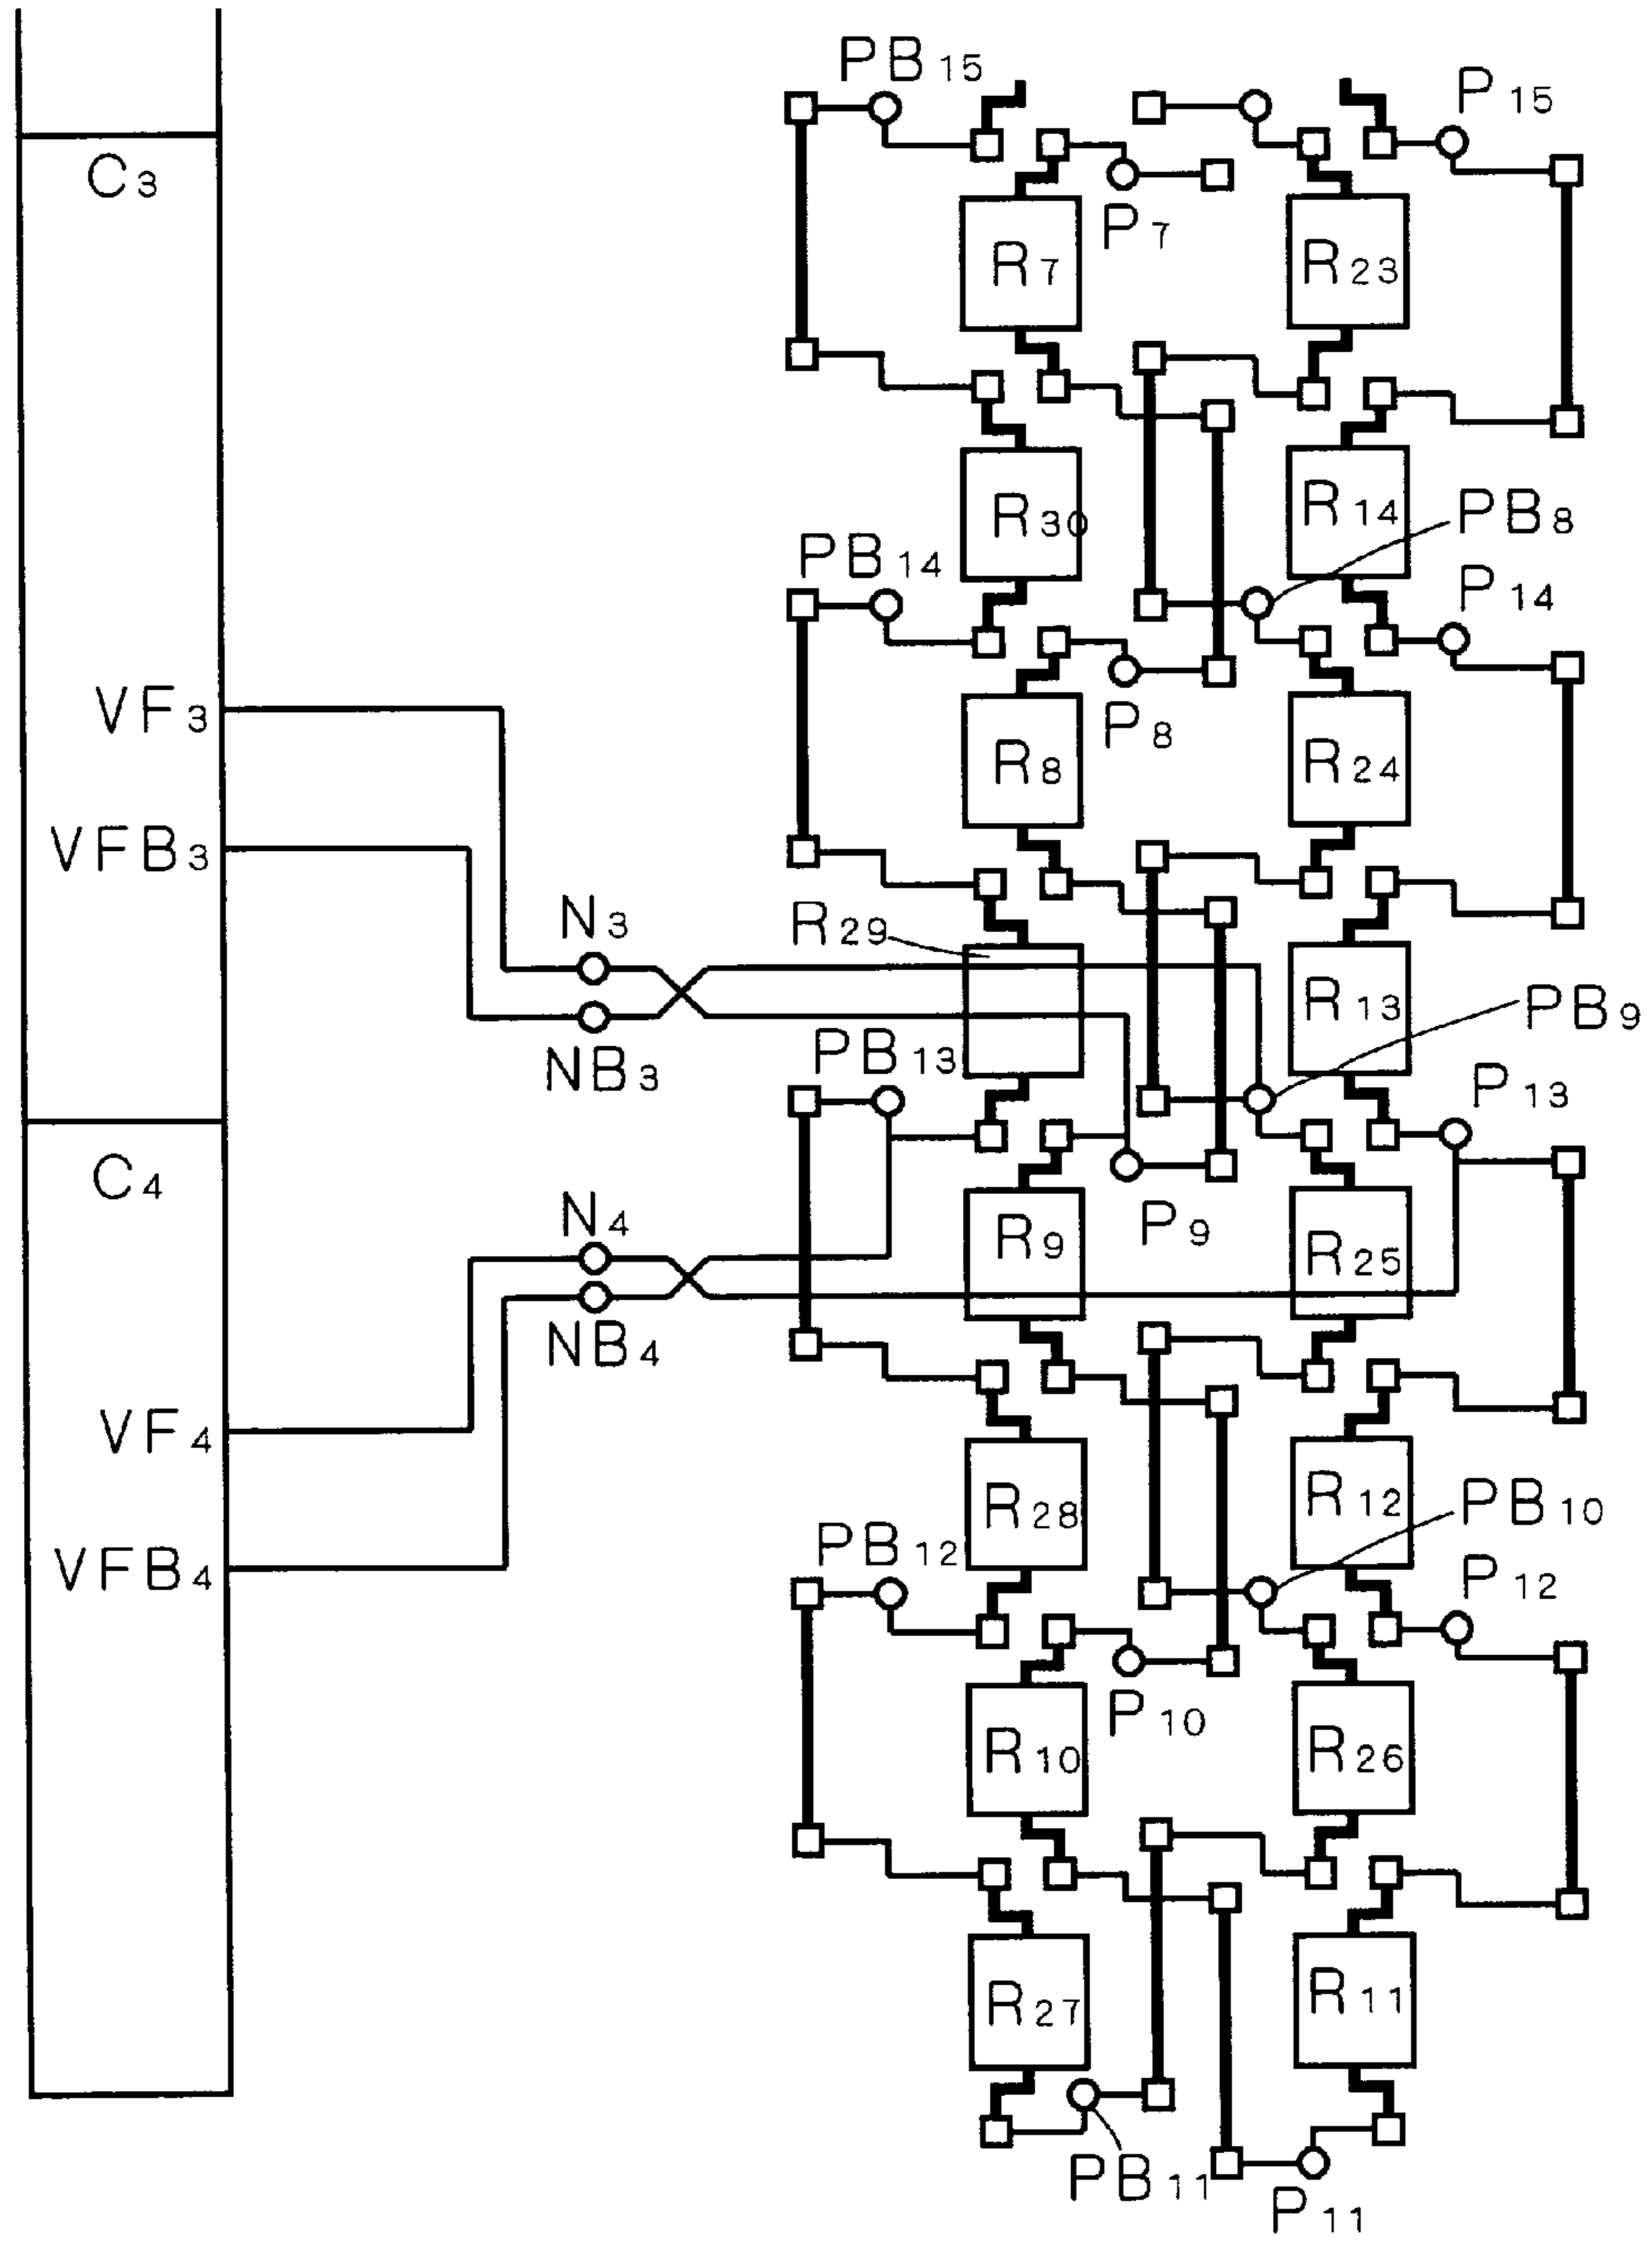 PB15
P15
C3
P7
R7
R23
R30
R14
PB8
PB14
P14
VF3
P8
R8
R24
VFB3
N3
R29
R13
PB9
PB13
NB3
P13
C4
N4
P9
R9
R25
NB4
VF4
R28
R12
PB10
PB12
P12
VFB4
P10
R10
R26
R27
R11
PB11
P11